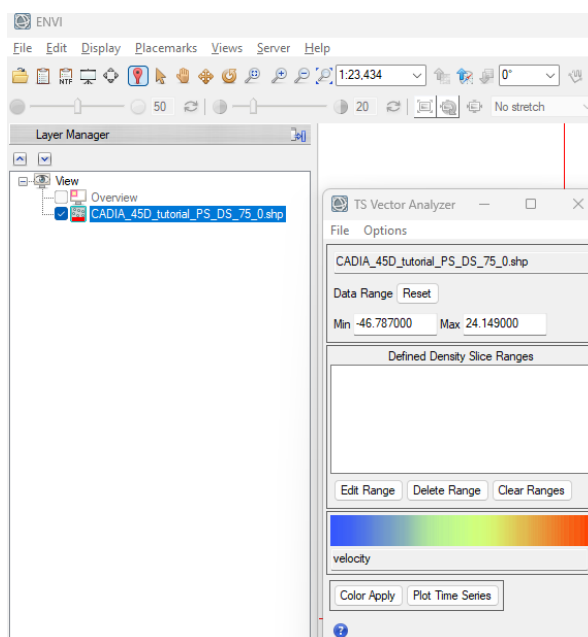 ENVI
File Edit Display Placemarks Views Server Help
NTF 1:23,434 0°
50 20 No stretch
Layer Manager
View
Overview
CADIA_45D_tutorial_PS_DS_75_0.shp
TS Vector Analyzer
File Options
CADIA_45D_tutorial_PS_DS_75_0.shp
Data Range Reset
Min -46.787000 Max 24.149000
Defined Density Slice Ranges
Edit Range Delete Range Clear Ranges
velocity
Color Apply Plot Time Series
?